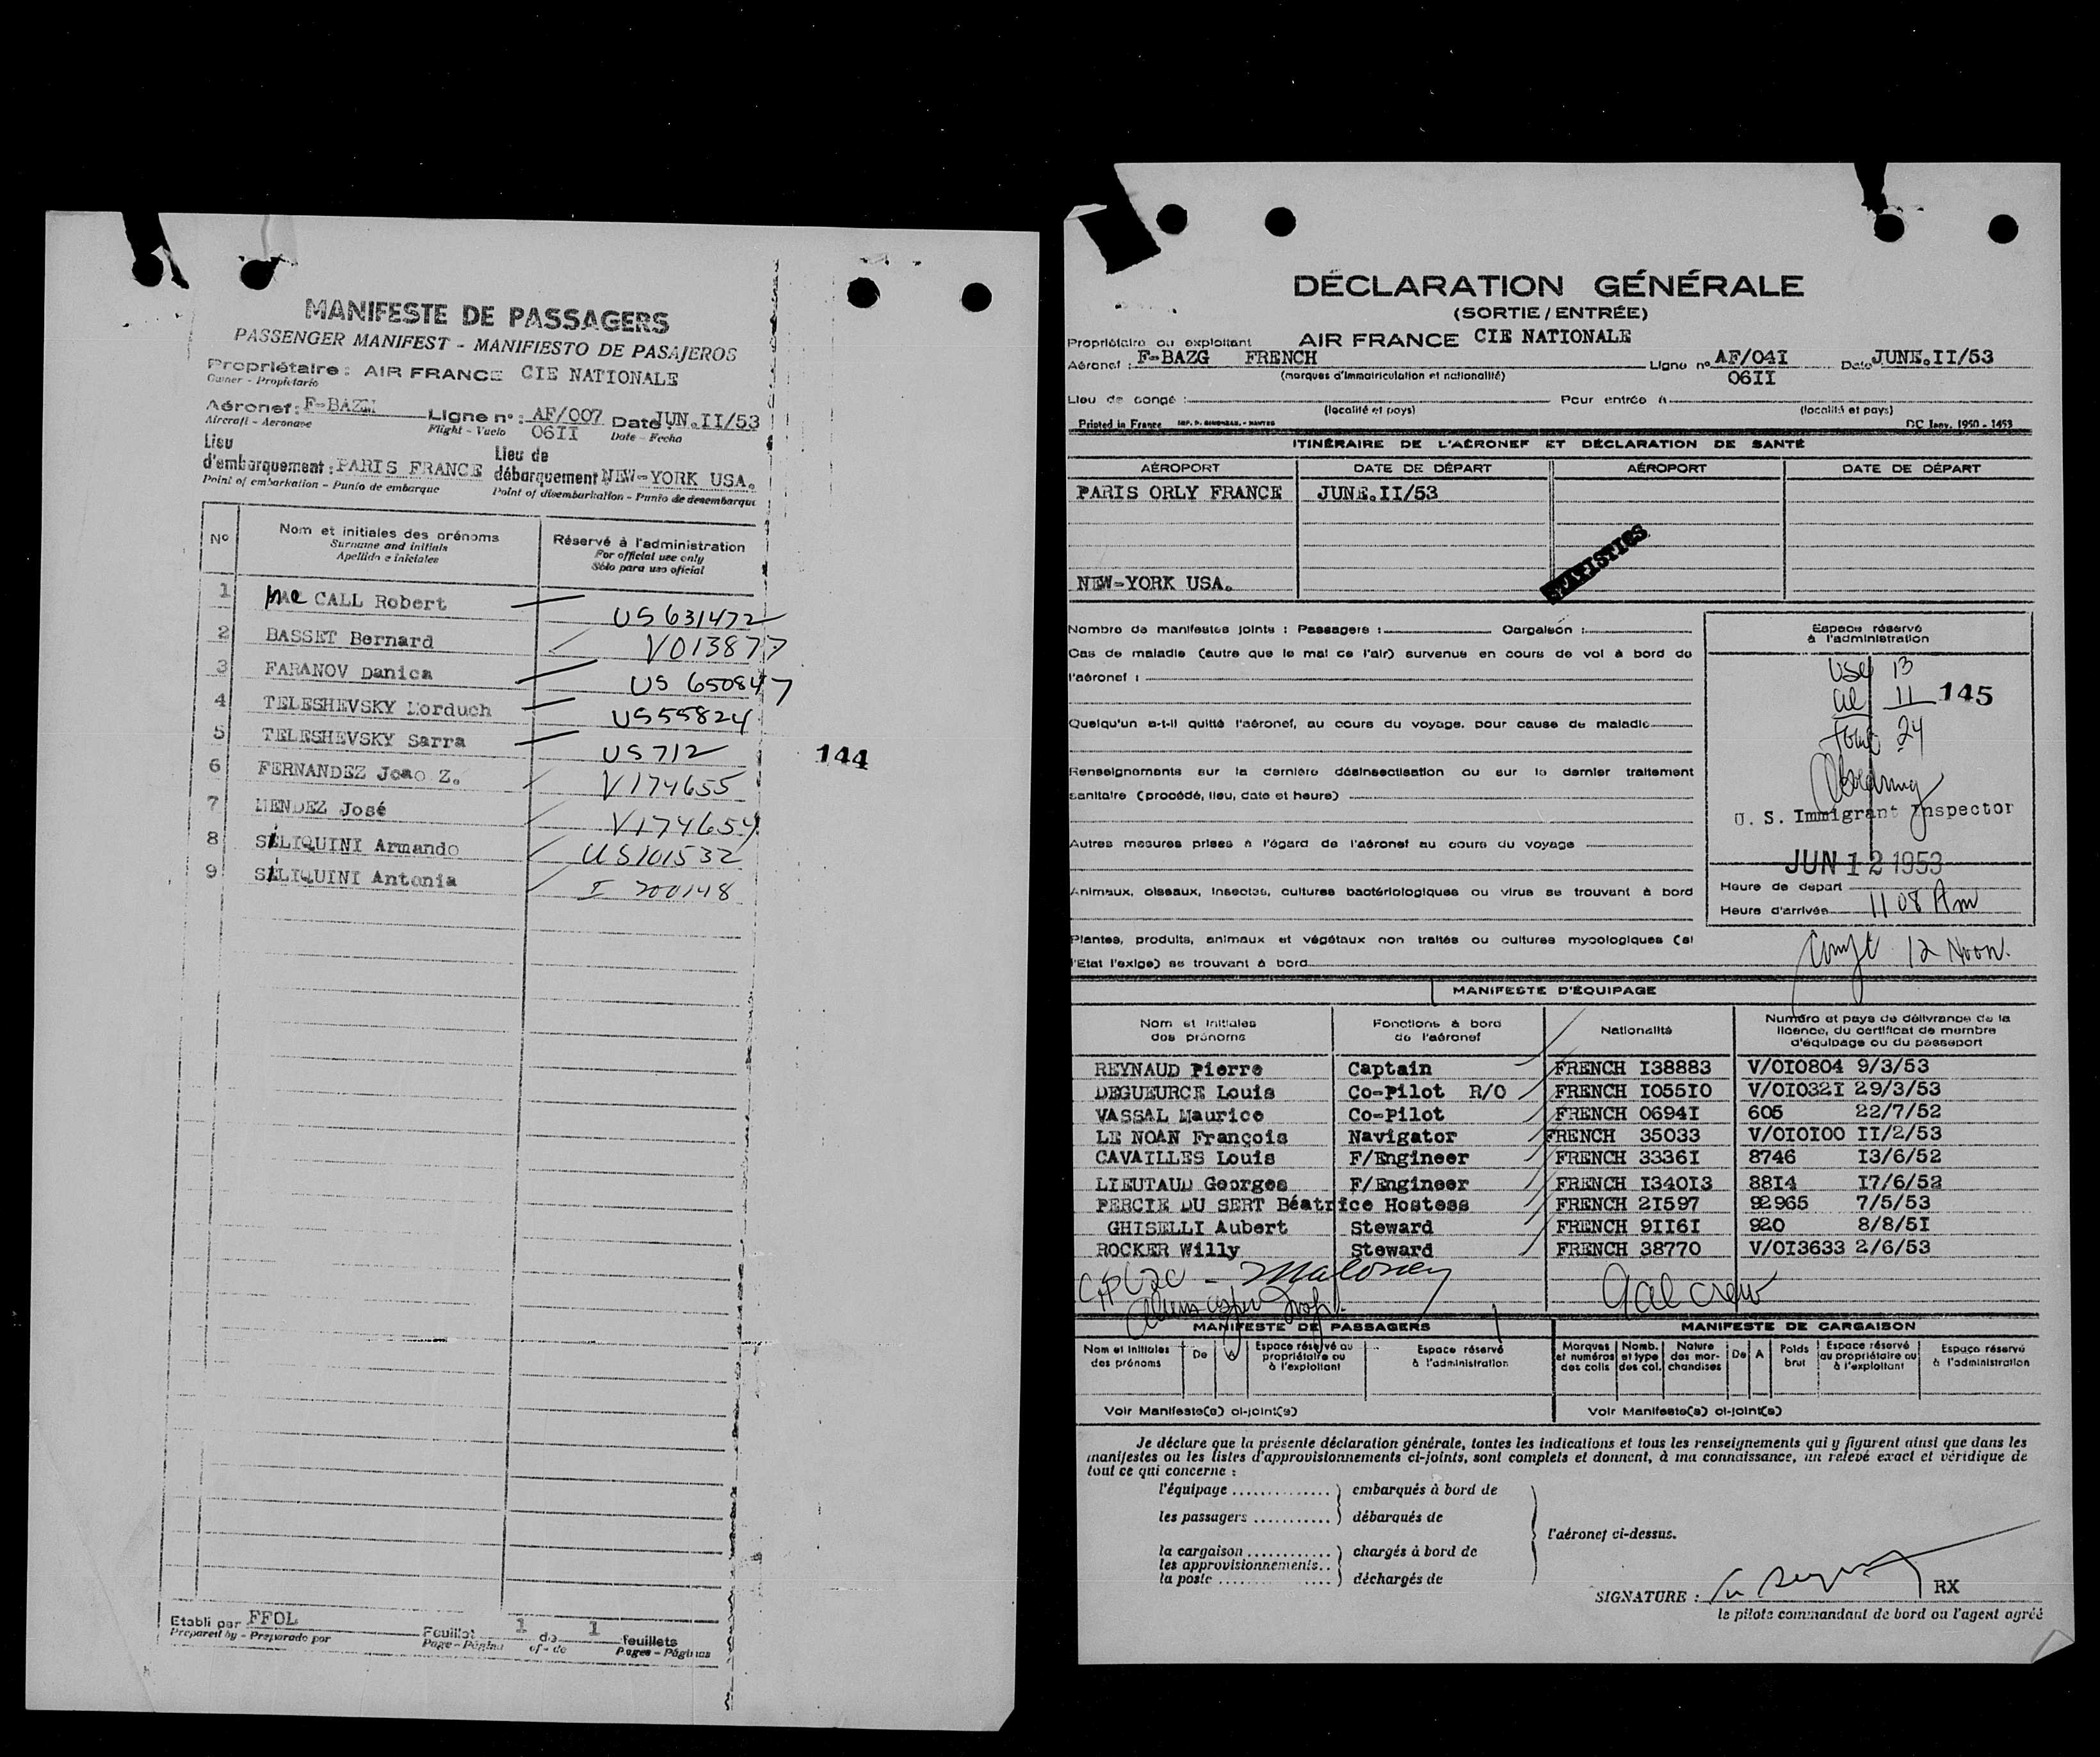 MANIFESTE DE PASSAGERS
PASSENGER MANIFEST - MANIFIESTO DE PASAJEROS
Propriétaire : AIR FRANCE CIE NATIONALE
Owner - Propietario
Aéronef : F-BAZ Ligne n° : AF/007 Date JUN.II/53
Aircraft - Aeronave Flight - Vuelo 06II Date - Fecha
Lieu d'embarquement : PARIS FRANCE Lieu de débarquement NEW-YORK USA.
Point of embarkation - Punto de embarque Point of disembarkation - Punto de desembarque
N° Nom et initiales des prénoms Réservé à l'administration
Surname and initials For official use only
Apellido e iniciales Sólo para uso oficial
1 Mac CALL Robert US 631472
2 BASSET Bernard V013877
3 FARANOV Danica US 650847
4 TELESHEVSKY Morduch US55824
5 TELESHEVSKY Sarra US 712
6 FERNANDEZ Joao Z. V174655
7 MENDEZ José V174654
8 SILIQUINI Armando US101532
9 SILIQUINI Antonia I 200148
144
Etabli par FFOL Feuillet 1 de 1 feuillets
Prepared by - Preparado por Page - Página of - de Pages - Páginas
DÉCLARATION GÉNÉRALE
(SORTIE / ENTRÉE)
Propriétaire ou exploitant AIR FRANCE CIE NATIONALE
Aéronef : F-BAZG FRENCH Ligne n° AF/04I Date JUNE.II/53
(marques d'immatriculation et nationalité) 06II
Lieu de congé : Pour entrée à
(localité et pays) (localité et pays)
Printed in France DC Janv. 1950 - 1453
ITINÉRAIRE DE L'AÉRONEF ET DÉCLARATION DE SANTÉ
AÉROPORT DATE DE DÉPART AÉROPORT DATE DE DÉPART
PARIS ORLY FRANCE JUNE.II/53
STATISTICS
NEW-YORK USA.
Nombre de manifestes joints : Passagers : Cargaison :
Cas de maladie (autre que le mal de l'air) survenus en cours de vol à bord de
l'aéronef :
Quelqu'un a-t-il quitté l'aéronef, au cours du voyage, pour cause de maladie
Renseignements sur la dernière désinsectisation ou sur le dernier traitement
sanitaire (procédé, lieu, date et heure)
Autres mesures prises à l'égard de l'aéronef au cours du voyage
Animaux, oiseaux, insectes, cultures bactériologiques ou virus se trouvant à bord
Plantes, produits, animaux et végétaux non traités ou cultures mycologiques (si
l'Etat l'exige) se trouvant à bord
Espace réservé
à l'administration
13
11 145
24
U. S. Immigrant Inspector
JUN 12 1953
Heure de départ
Heure d'arrivée 11 08 Am
12 Noon.
MANIFESTE D'ÉQUIPAGE
Nom et initiales des prénoms Fonctions à bord de l'aéronef Nationalité Numéro et pays de délivrance de la licence, du certificat de membre d'équipage ou du passeport
REYNAUD Pierre Captain FRENCH I38883 V/OI0804 9/3/53
DEGUEURCE Louis Co-Pilot R/O FRENCH I055I0 V/OI032I 29/3/53
VASSAL Maurice Co-Pilot FRENCH 0694I 605 22/7/52
LE NOAN François Navigator FRENCH 35033 V/OI0I00 II/2/53
CAVAILLES Louis F/Engineer FRENCH 3336I 8746 I3/6/52
LIEUTAUD Georges F/Engineer FRENCH I340I3 88I4 I7/6/52
PERCIE DU SERT Béatrice Hostess FRENCH 2I597 92965 7/5/53
GHISELLI Aubert Steward FRENCH 9II6I 920 8/8/5I
ROCKER Willy Steward FRENCH 38770 V/OI3633 2/6/53
Maloney 9 al crew
MANIFESTE DE PASSAGERS MANIFESTE DE CARGAISON
Nom et initiales des prénoms De A Espace réservé au propriétaire ou à l'exploitant Espace réservé à l'administration Marques et numéros des colis Nomb. et type des col. Nature des marchandises De A Poids brut Espace réservé au propriétaire ou à l'exploitant Espace réservé à l'administration
Voir Manifeste(s) ci-joint(s) Voir Manifeste(s) ci-joint(s)
Je déclare que la présente déclaration générale, toutes les indications et tous les renseignements qui y figurent ainsi que dans les
manifestes ou les listes d'approvisionnements ci-joints, sont complets et donnent, à ma connaissance, un relevé exact et véridique de
tout ce qui concerne :
l'équipage .............. ) embarqués à bord de
les passagers ........... ) débarqués de
l'aéronef ci-dessus.
la cargaison ............ ) chargés à bord de
les approvisionnements..
la poste ................ ) déchargés de
SIGNATURE : RX
le pilote commandant de bord ou l'agent agréé